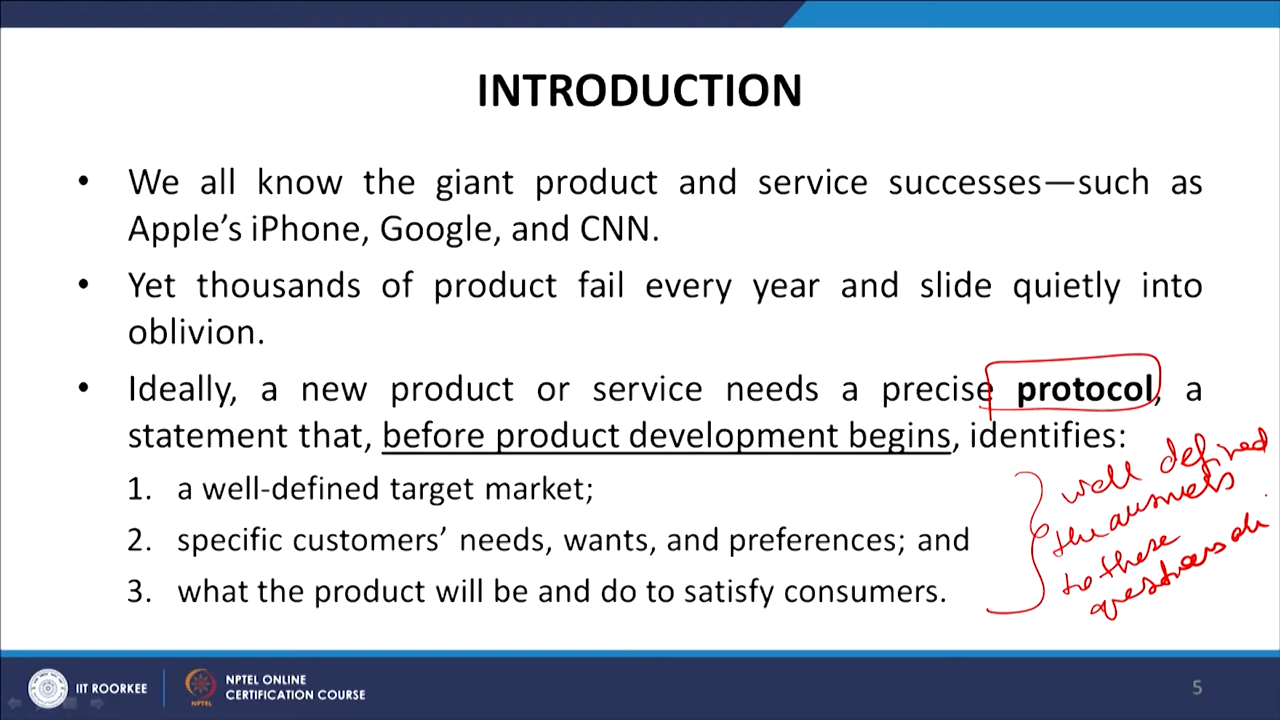 INTRODUCTION
• We all know the giant product and service successes—such as
Apple's iPhone, Google, and CNN.
• Yet thousands of product fail every year and slide quietly into
oblivion.
• Ideally, a new product or service needs a precise protocol, a
statement that, before product development begins, identifies:
1. a well-defined target market;
2. specific customers' needs, wants, and preferences; and
3. what the product will be and do to satisfy consumers.
well defined
the answers
to these
questions
IIT ROORKEE
NPTEL
NPTEL ONLINE
CERTIFICATION COURSE
5